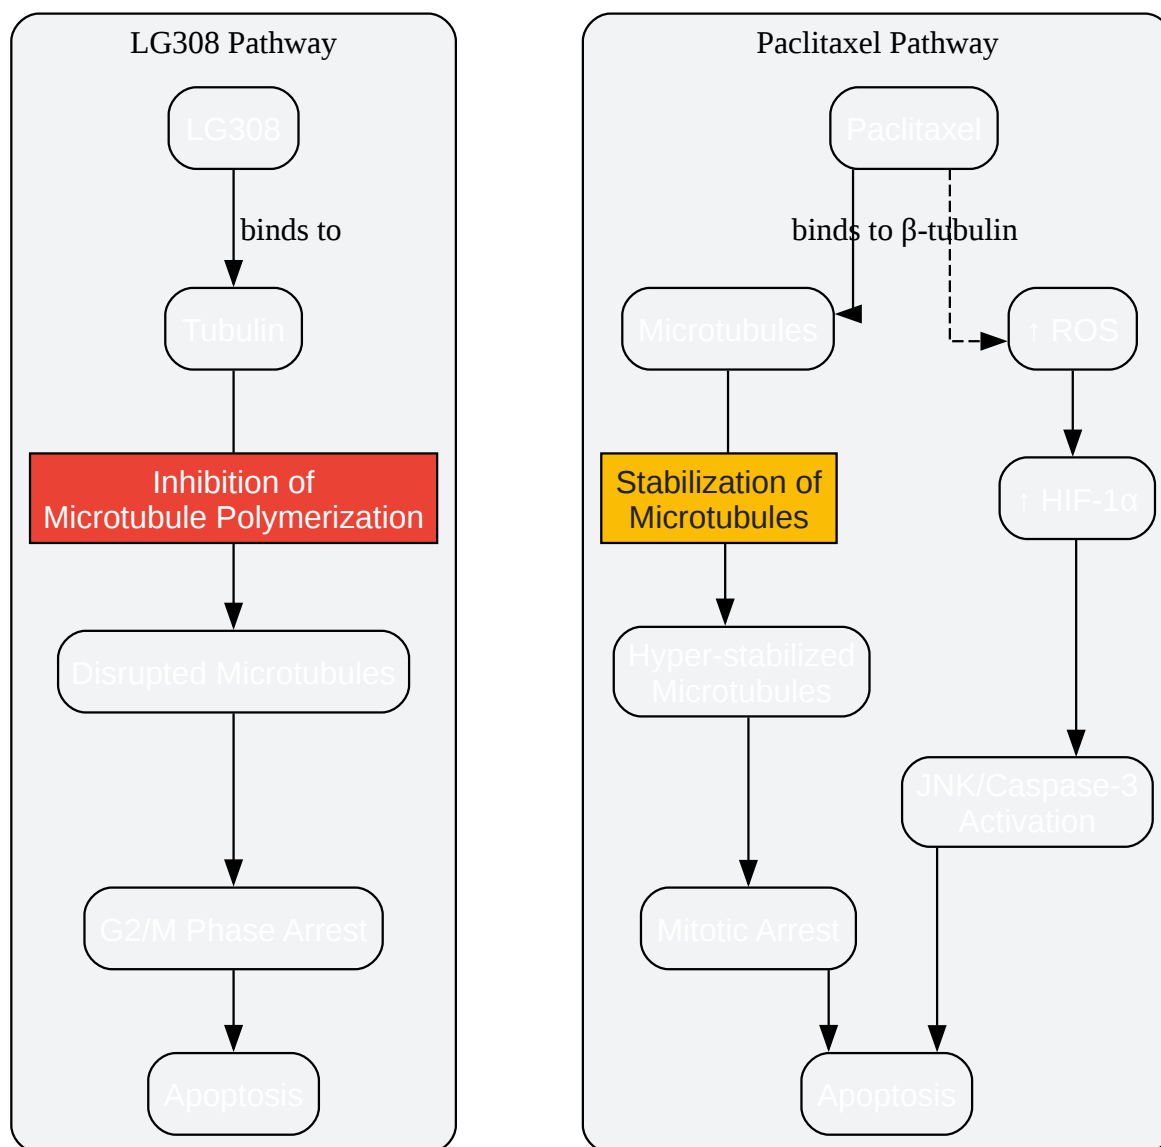 LG308 Pathway
LG308
binds to
Tubulin
Inhibition of
Microtubule Polymerization
Disrupted Microtubules
G2/M Phase Arrest
Apoptosis
Paclitaxel Pathway
Paclitaxel
binds to β-tubulin
Microtubules
↑ ROS
Stabilization of
Microtubules
↑ HIF-1α
Hyper-stabilized
Microtubules
JNK/Caspase-3
Activation
Mitotic Arrest
Apoptosis